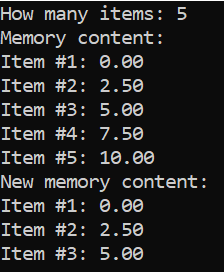 How many items: 5
Memory content:
Item #1: 0.00
Item #2: 2.50
Item #3: 5.00
Item #4: 7.50
Item #5: 10.00
New memory content:
Item #1: 0.00
Item #2: 2.50
Item #3: 5.00